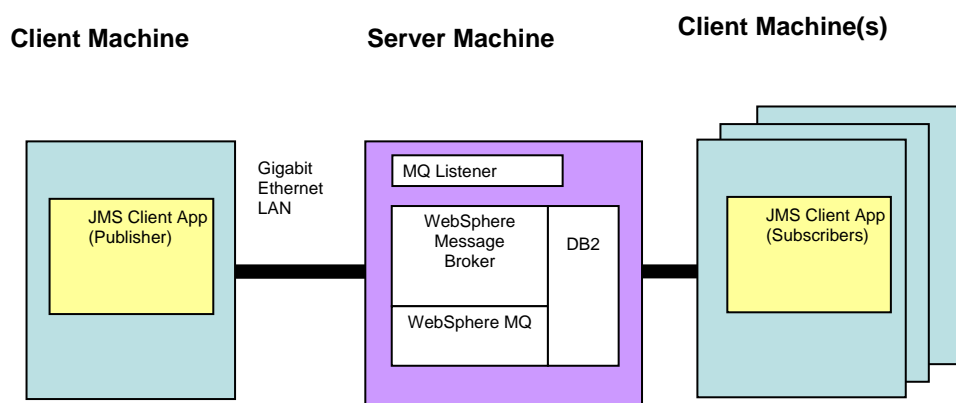 Client Machine
Server Machine
Client Machine(s)
Gigabit
Ethernet
LAN
JMS Client App
(Publisher)
MQ Listener
WebSphere
Message
Broker
DB2
WebSphere MQ
JMS Client App
(Subscribers)